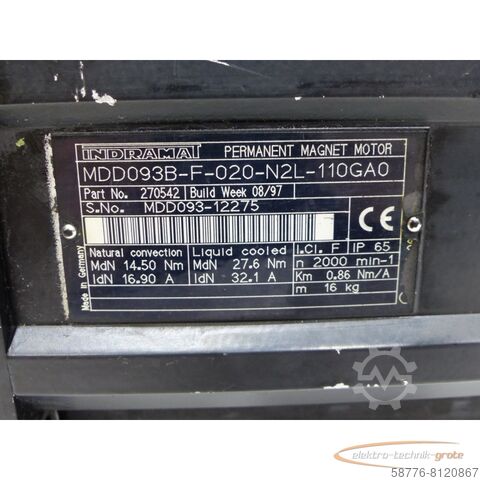 INDRAMAT PERMANENT MAGNET MOTOR
MDD093B-F-020-N2L-110GA0
Part No. 270542 Build Week 08/97
S.No. MDD093-12275
CE
Natural convection Liquid cooled I.Cl. F IP 65
MdN 14.50 Nm MdN 27.6 Nm n 2000 min-1
IdN 16.90 A IdN 32.1 A Km 0.86 Nm/A
m 16 kg
Made in Germany
elektro-technik-grote
58776-8120867